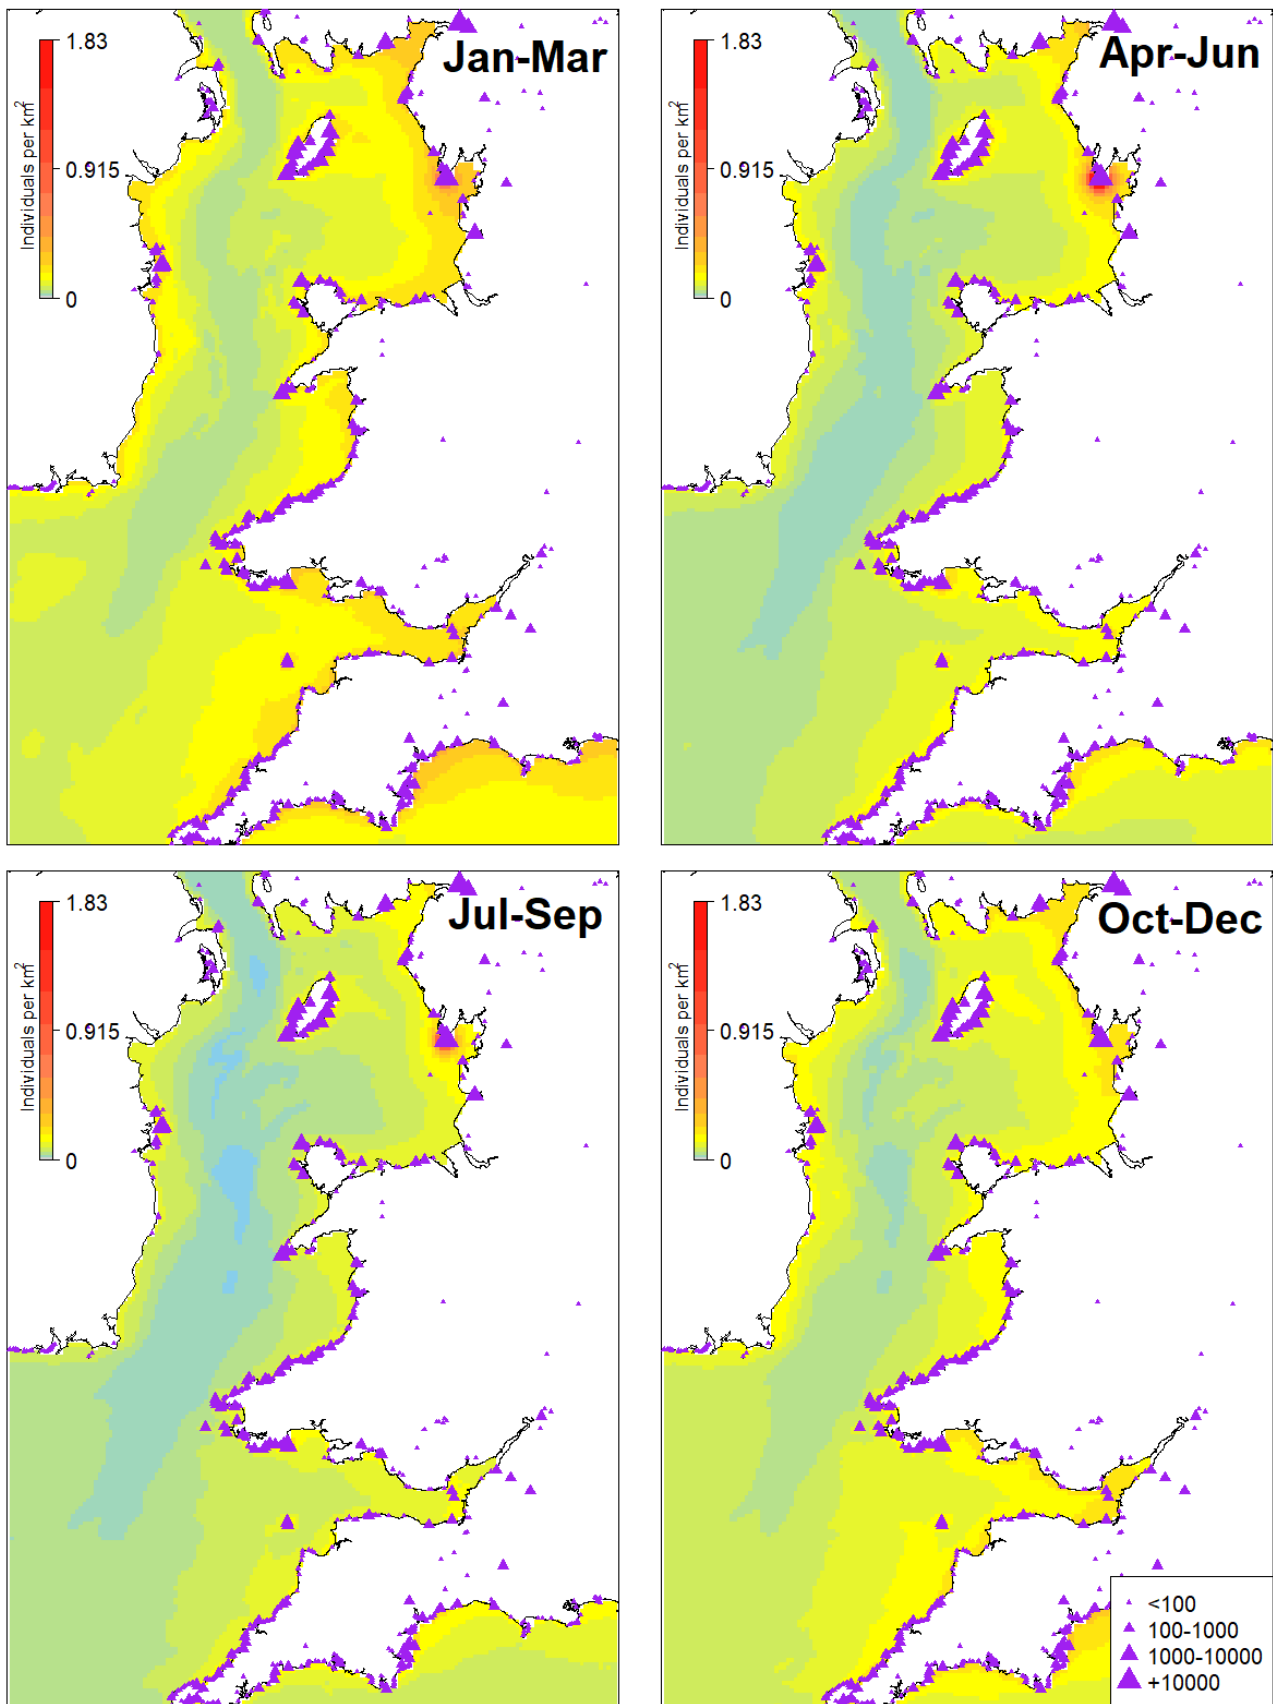 Jan-Mar
1.83
0.915
0
Individuals per km²
Apr-Jun
1.83
0.915
0
Individuals per km²
Jul-Sep
1.83
0.915
0
Individuals per km²
Oct-Dec
1.83
0.915
0
Individuals per km²
<100
100-1000
1000-10000
+10000